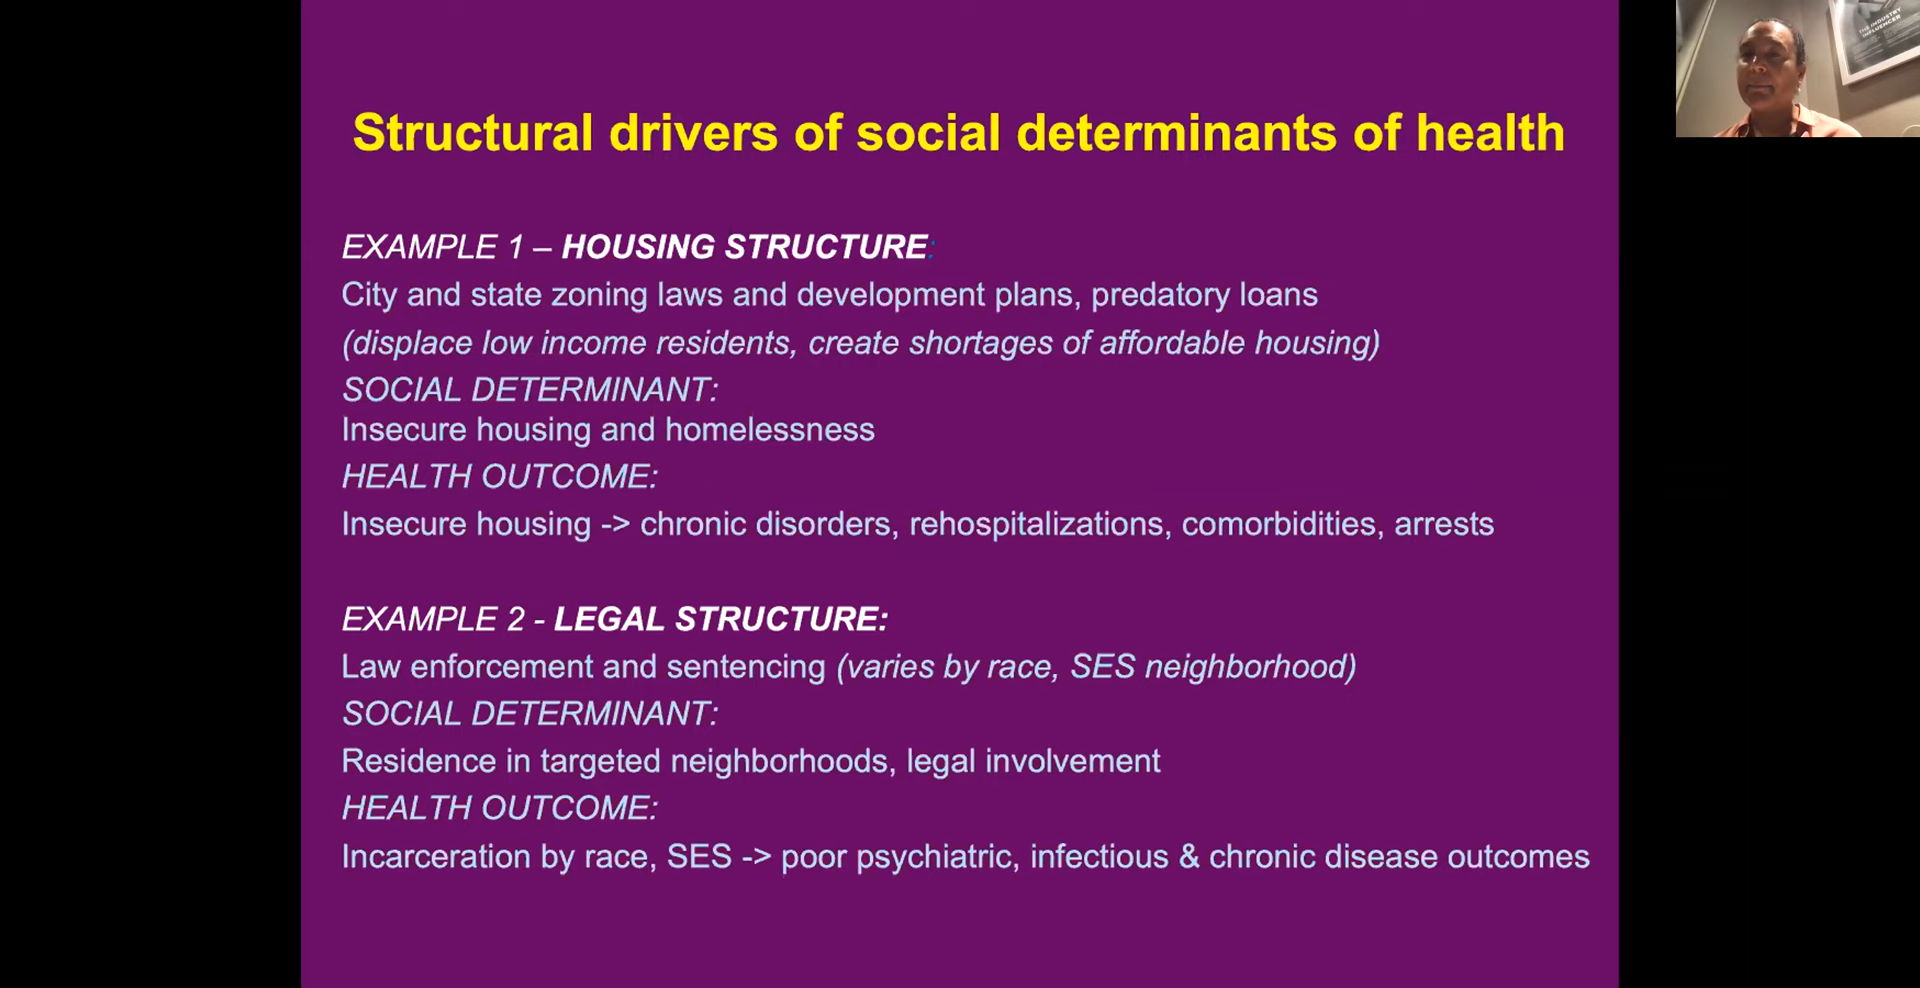 Structural drivers of social determinants of health
EXAMPLE 1 – HOUSING STRUCTURE:
City and state zoning laws and development plans, predatory loans
(displace low income residents, create shortages of affordable housing)
SOCIAL DETERMINANT:
Insecure housing and homelessness
HEALTH OUTCOME:
Insecure housing -> chronic disorders, rehospitalizations, comorbidities, arrests
EXAMPLE 2 - LEGAL STRUCTURE:
Law enforcement and sentencing (varies by race, SES neighborhood)
SOCIAL DETERMINANT:
Residence in targeted neighborhoods, legal involvement
HEALTH OUTCOME:
Incarceration by race, SES -> poor psychiatric, infectious & chronic disease outcomes
THE INDUSTRY
INFLUENCER